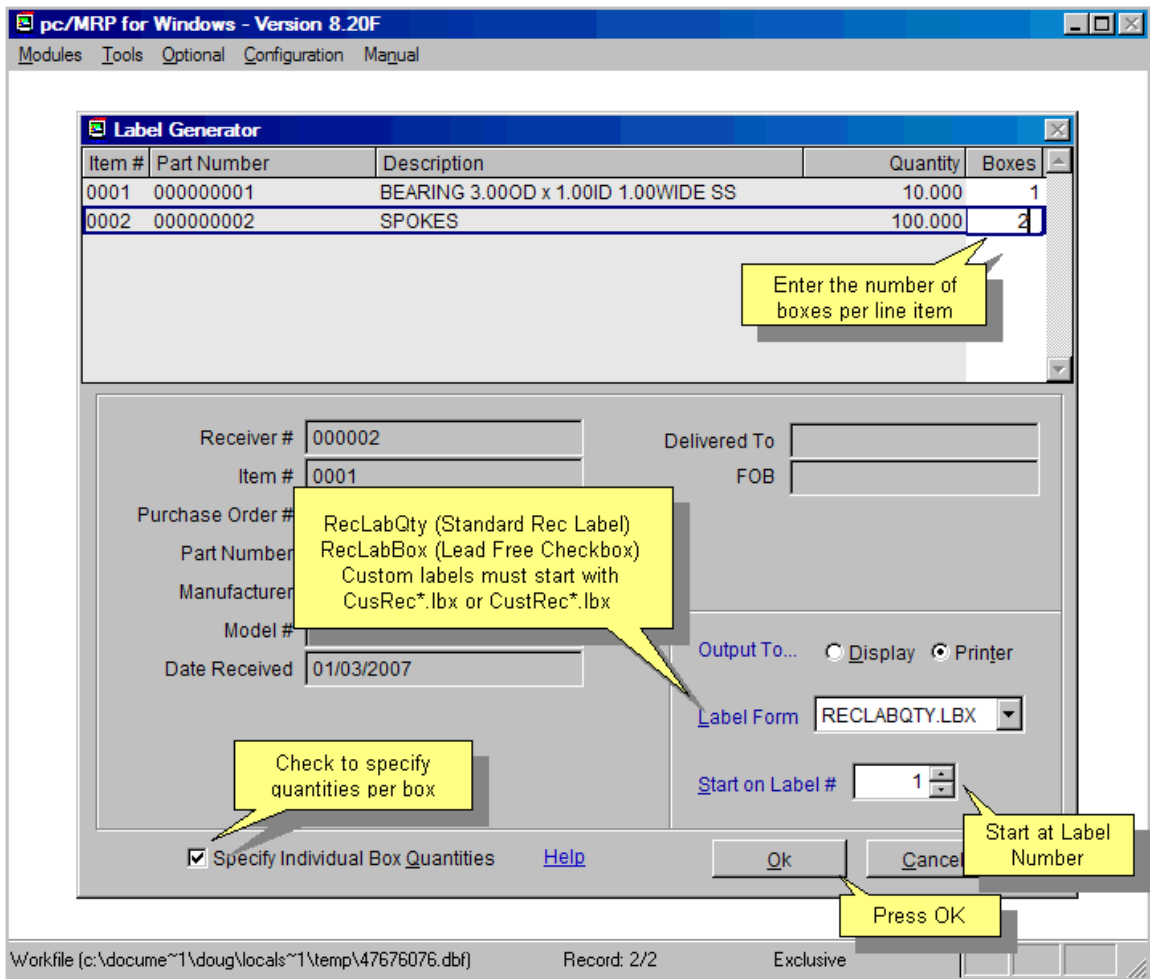 pc/MRP for Windows - Version 8.20F
Modules Tools Optional Configuration Manual
Label Generator
Item # Part Number Description Quantity Boxes
0001 000000001 BEARING 3.00OD x 1.00ID 1.00WIDE SS 10.000 1
0002 000000002 SPOKES 100.000 2
Enter the number of
boxes per line item
Receiver # 000002
Item # 0001
Purchase Order #
Part Number
Manufacturer
Model #
Date Received 01/03/2007
Delivered To
FOB
RecLabQty (Standard Rec Label)
RecLabBox (Lead Free Checkbox)
Custom labels must start with
CusRec*.lbx or CustRec*.lbx
Output To... Display Printer
Label Form RECLABQTY.LBX
Start on Label # 1
Check to specify
quantities per box
Start at Label
Number
Specify Individual Box Quantities Help Ok Cancel
Press OK
Workfile (c:\docume~1\doug\locals~1\temp\47676076.dbf) Record: 2/2 Exclusive